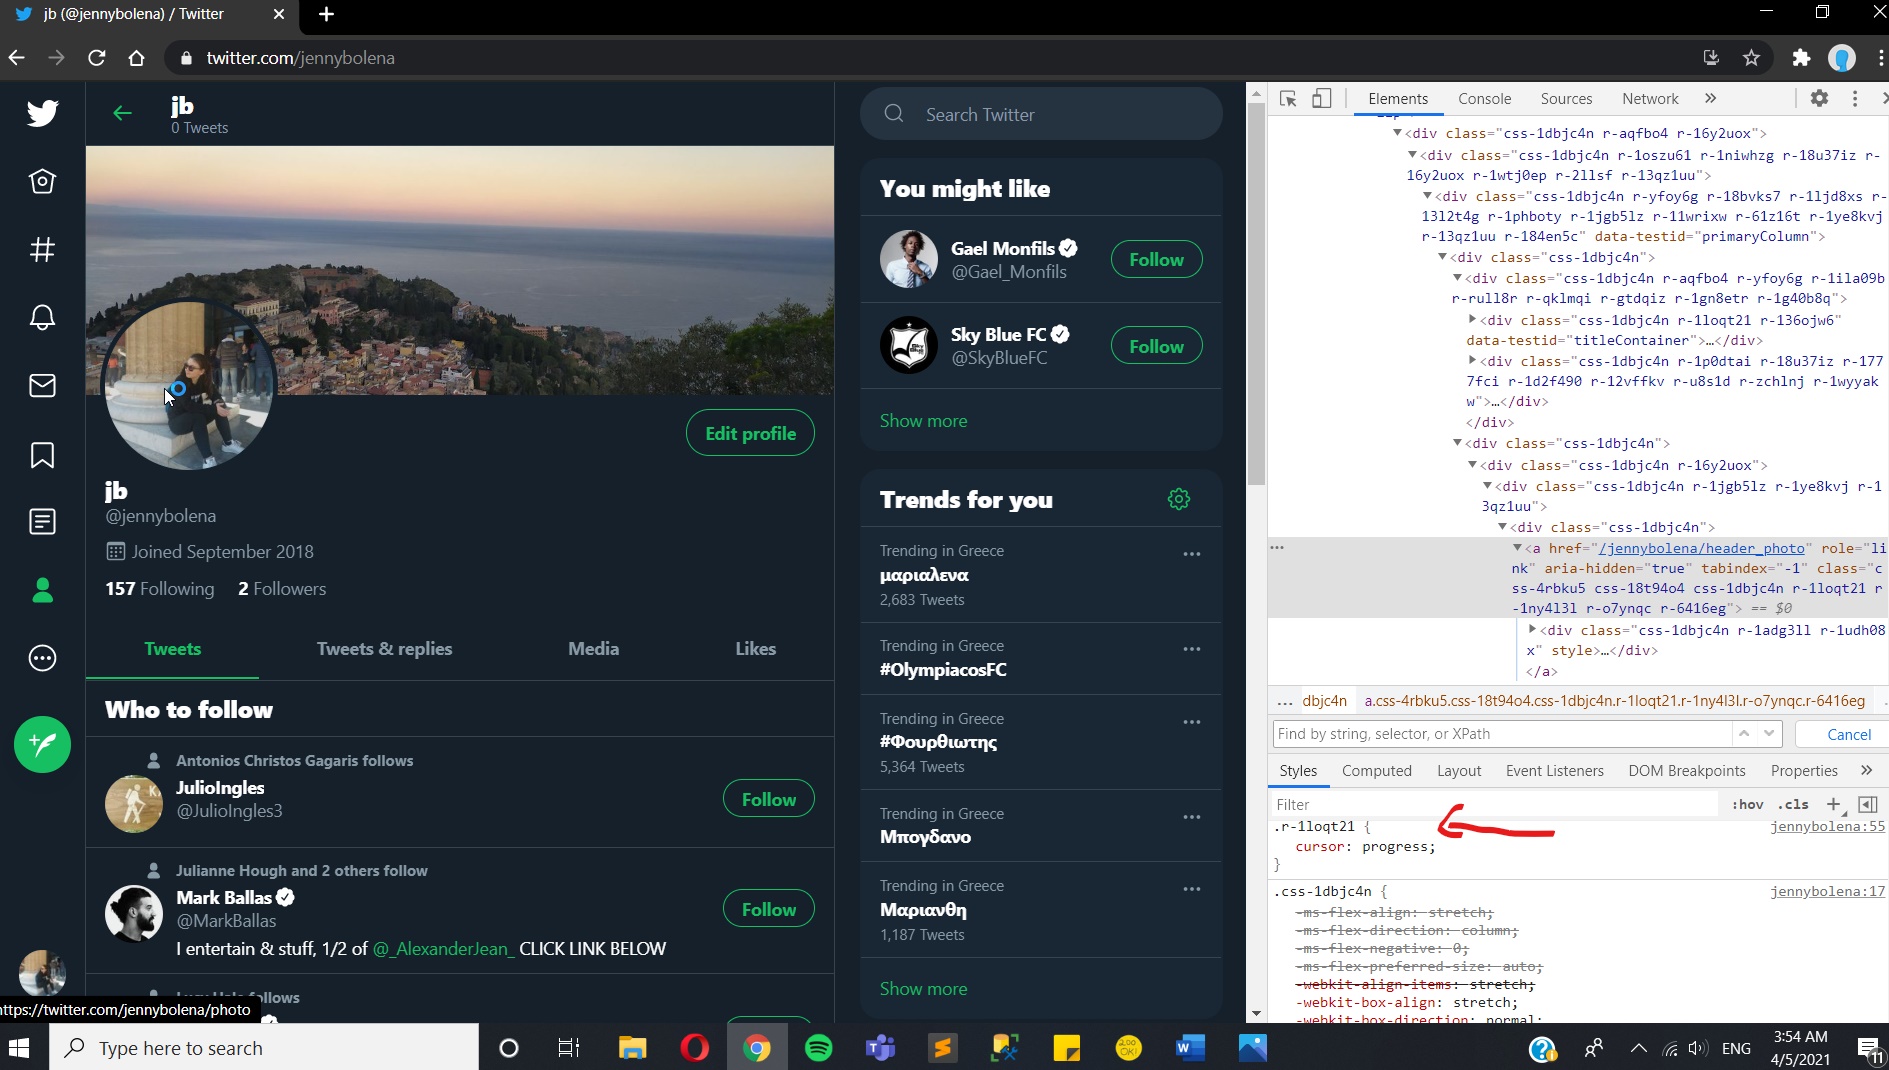 jb (@jennybolena) / Twitter
twitter.com/jennybolena
jb
0 Tweets
Edit profile
jb
@jennybolena
Joined September 2018
157 Following 2 Followers
Tweets Tweets & replies Media Likes
Who to follow
Antonios Christos Gagaris follows
JulioIngles
@JulioIngles3
Follow
Julianne Hough and 2 others follow
Mark Ballas
@MarkBallas
Follow
I entertain & stuff, 1/2 of @_AlexanderJean_ CLICK LINK BELOW
follows
https://twitter.com/jennybolena/photo
Search Twitter
You might like
Gael Monfils
@Gael_Monfils
Follow
Sky Blue FC
@SkyBlueFC
Follow
Show more
Trends for you
Trending in Greece
μαριαλενα
2,683 Tweets
Trending in Greece
#OlympiacosFC
Trending in Greece
#Φουρθιωτης
5,364 Tweets
Trending in Greece
Μπογδανο
Trending in Greece
Μαριανθη
1,187 Tweets
Show more
Elements Console Sources Network »
<div class="css-1dbjc4n r-aqfbo4 r-16y2uox">
<div class="css-1dbjc4n r-1oszu61 r-1niwhzg r-18u37iz r-
16y2uox r-1wtj0ep r-2llsf r-13qz1uu">
<div class="css-1dbjc4n r-yfoy6g r-18bvks7 r-1ljd8xs r-
13l2t4g r-1phboty r-1jgb5lz r-11wrixw r-61z16t r-1ye8kvj
r-13qz1uu r-184en5c" data-testid="primaryColumn">
<div class="css-1dbjc4n">
<div class="css-1dbjc4n r-aqfbo4 r-yfoy6g r-1ila09b
r-rull8r r-qklmqi r-gtdqiz r-1gn8etr r-1g40b8q">
<div class="css-1dbjc4n r-1loqt21 r-136ojw6"
data-testid="titleContainer">…</div>
<div class="css-1dbjc4n r-1p0dtai r-18u37iz r-177
7fci r-1d2f490 r-12vffkv r-u8s1d r-zchlnj r-1wyyak
w">…</div>
</div>
<div class="css-1dbjc4n">
<div class="css-1dbjc4n r-16y2uox">
<div class="css-1dbjc4n r-1jgb5lz r-1ye8kvj r-1
3qz1uu">
<div class="css-1dbjc4n">
<a href="/jennybolena/header_photo" role="li
nk" aria-hidden="true" tabindex="-1" class="c
ss-4rbku5 css-18t94o4 css-1dbjc4n r-1loqt21 r
-1ny4l3l r-o7ynqc r-6416eg"> == $0
<div class="css-1dbjc4n r-1adg3ll r-1udh08
x" style>…</div>
</a>
... dbjc4n a.css-4rbku5.css-18t94o4.css-1dbjc4n.r-1loqt21.r-1ny4l3l.r-o7ynqc.r-6416eg
Find by string, selector, or XPath Cancel
Styles Computed Layout Event Listeners DOM Breakpoints Properties »
Filter :hov .cls +
.r-1loqt21 { jennybolena:55
cursor: progress;
}
.css-1dbjc4n { jennybolena:17
-ms-flex-align: stretch;
-ms-flex-direction: column;
-ms-flex-negative: 0;
-ms-flex-preferred-size: auto;
-webkit-align-items: stretch;
-webkit-box-align: stretch;
-webkit-box-direction: normal;
Type here to search
ENG
3:54 AM
4/5/2021
11